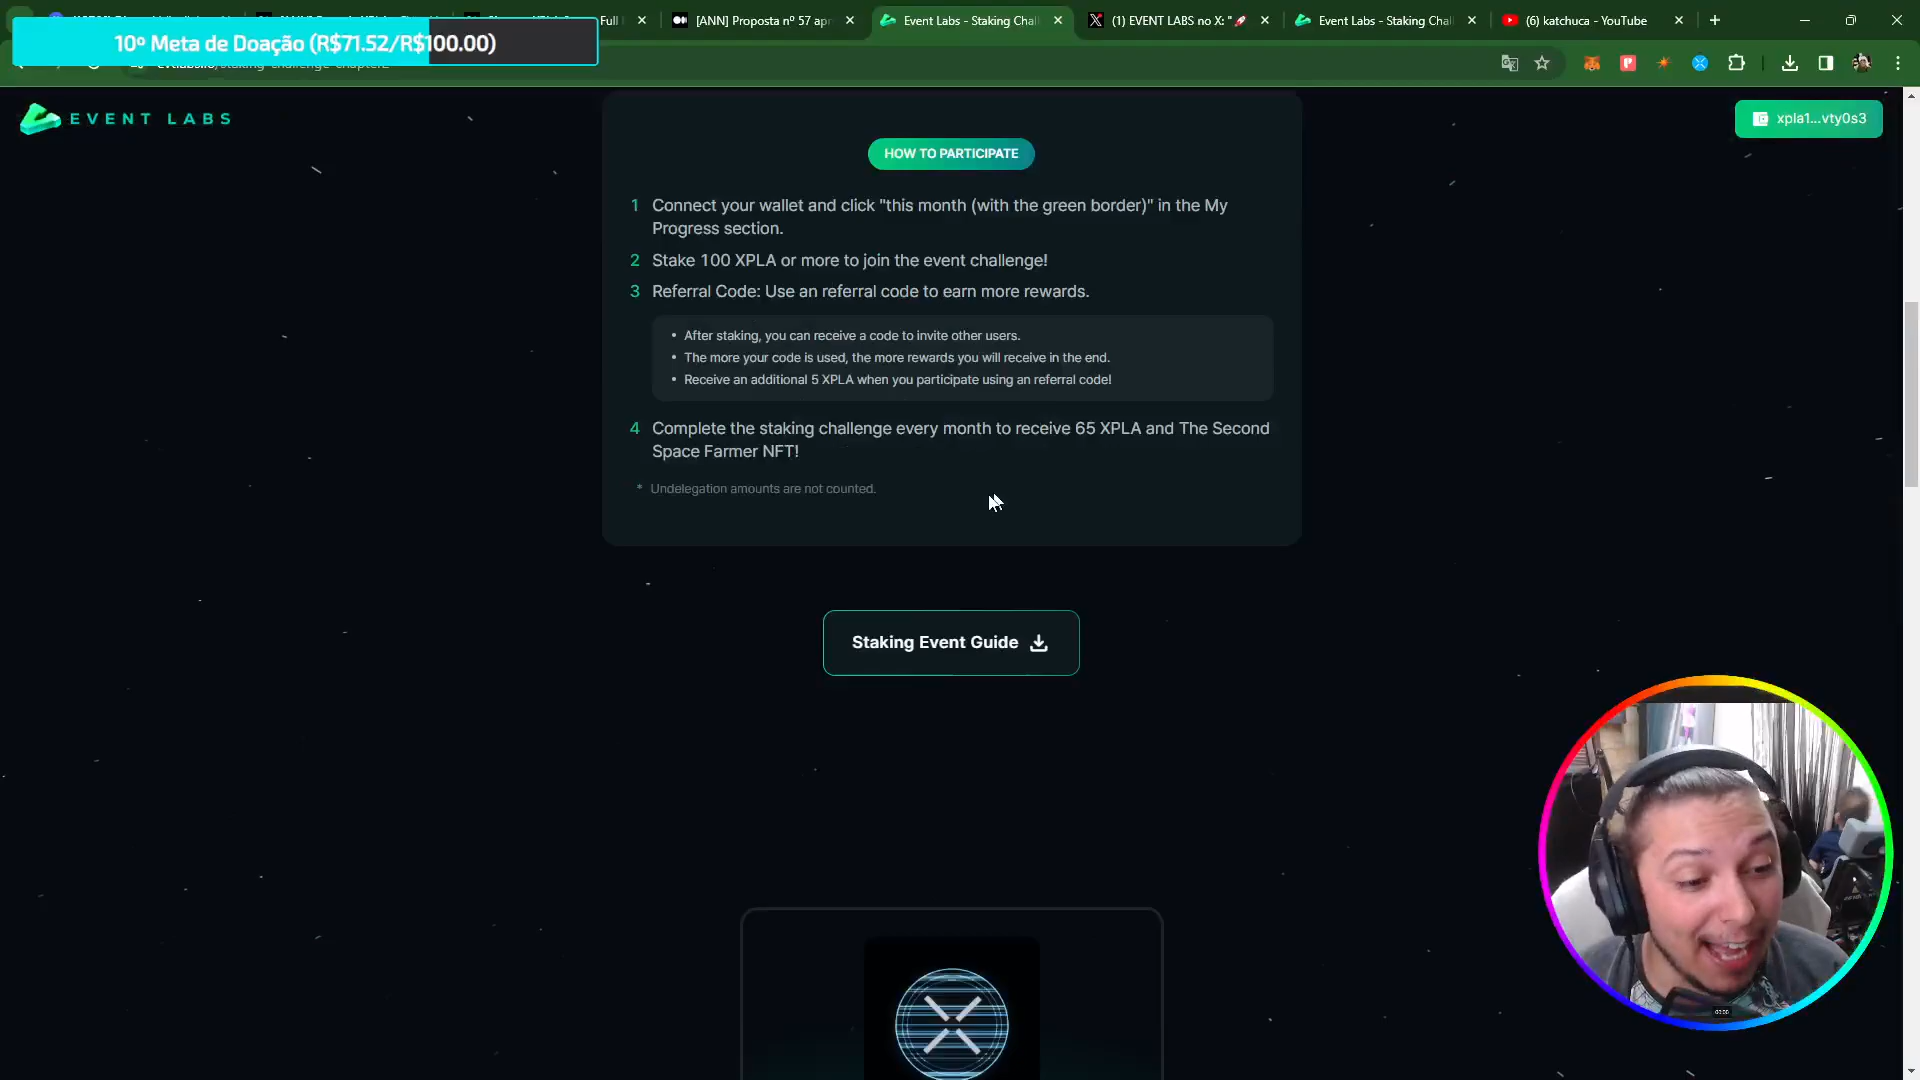 Full
[ANN] Proposta nº 57 apr
Event Labs - Staking Chal
(1) EVENT LABS no X: "🚀
Event Labs - Staking Chal
(6) katchuca - YouTube
10º Meta de Doação (R$71.52/R$100.00)
EVENT LABS
xpla1...vty0s3
HOW TO PARTICIPATE
1 Connect your wallet and click "this month (with the green border)" in the My
Progress section.
2 Stake 100 XPLA or more to join the event challenge!
3 Referral Code: Use an referral code to earn more rewards.
• After staking, you can receive a code to invite other users.
• The more your code is used, the more rewards you will receive in the end.
• Receive an additional 5 XPLA when you participate using an referral code!
4 Complete the staking challenge every month to receive 65 XPLA and The Second
Space Farmer NFT!
* Undelegation amounts are not counted.
Staking Event Guide
00:00